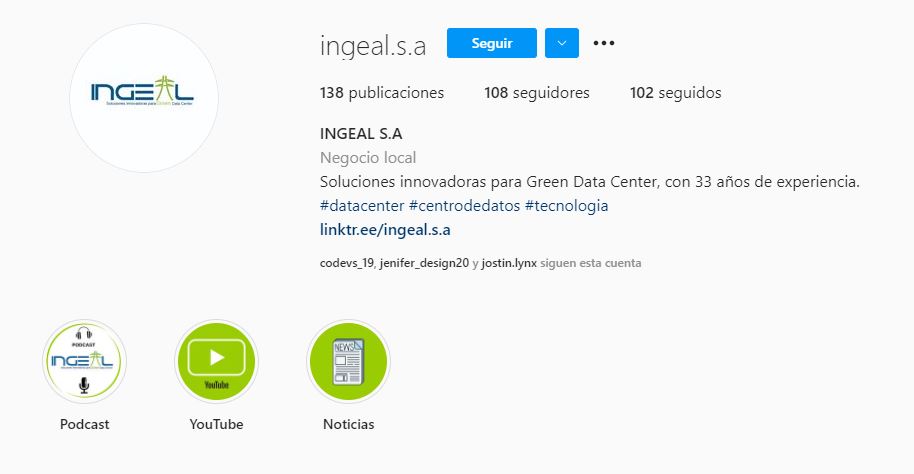 INGEAL
Soluciones innovadoras para Green Data Center
ingeal.s.a
Seguir
138 publicaciones 108 seguidores 102 seguidos
INGEAL S.A
Negocio local
Soluciones innovadoras para Green Data Center, con 33 años de experiencia.
#datacenter #centrodedatos #tecnologia
linktr.ee/ingeal.s.a
codevs_19, jenifer_design20 y jostin.lynx siguen esta cuenta
PODCAST
INGEAL
YouTube
NEWS
Podcast YouTube Noticias